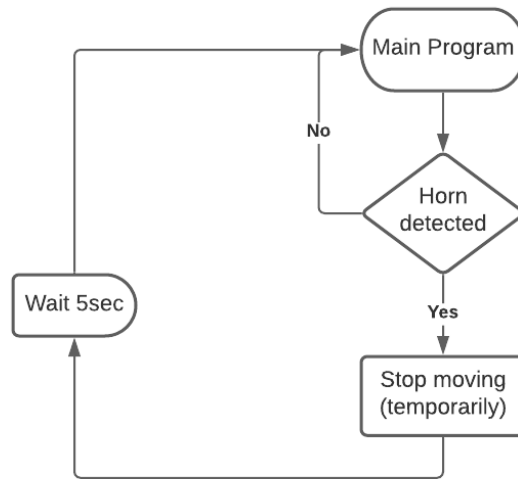 Main Program
No
Horn
detected
Wait 5sec
Yes
Stop moving
(temporarily)